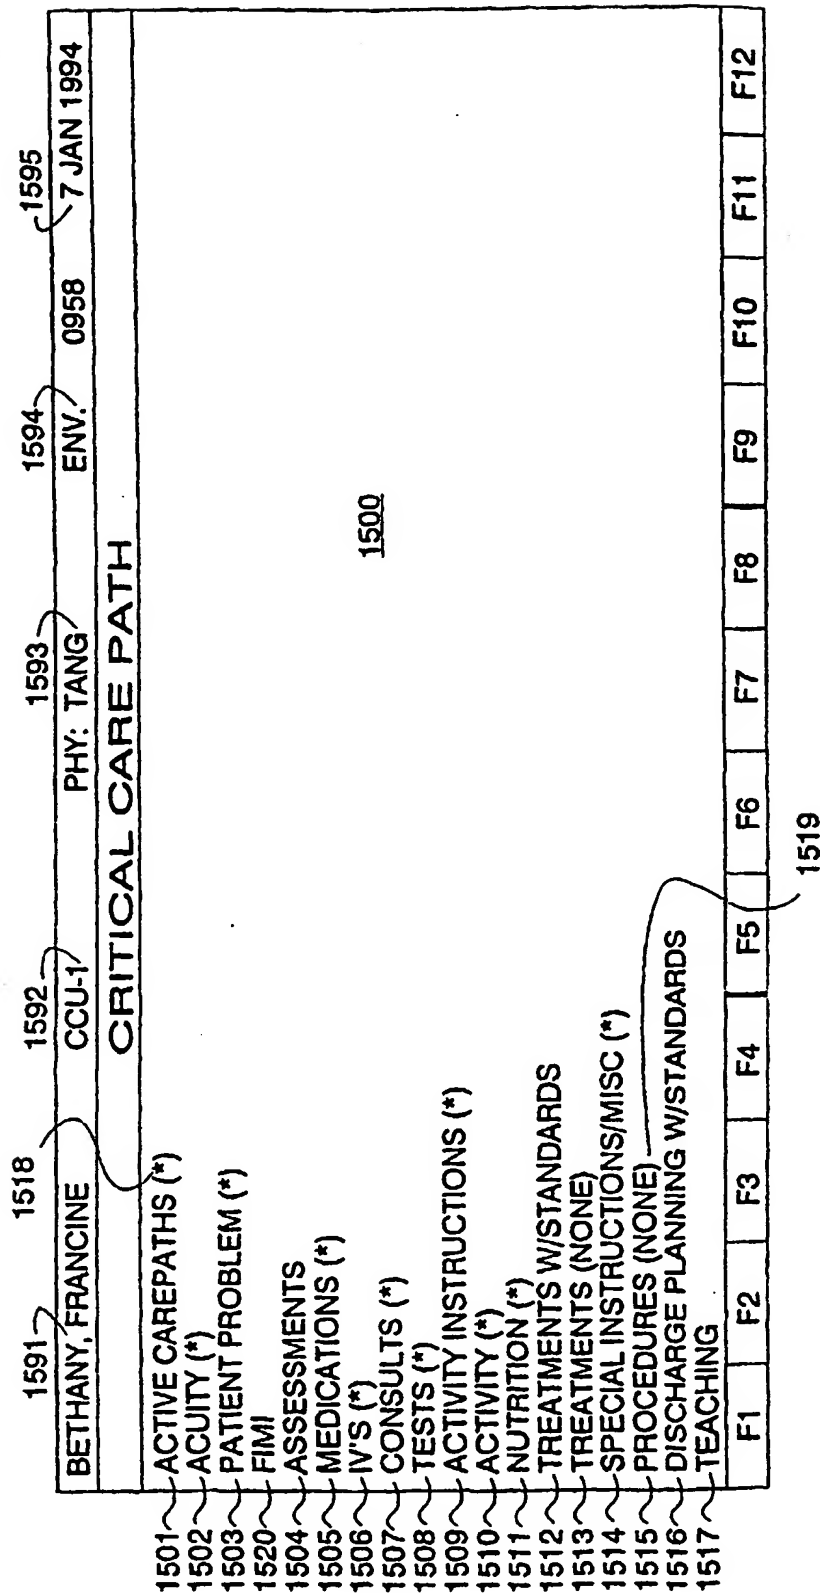 1591 1518 1592 1593 1594 1595
BETHANY, FRANCINE CCU-1 PHY: TANG ENV. 0958 7 JAN 1994
CRITICAL CARE PATH
1501 ACTIVE CAREPATHS (*)
1502 ACUITY (*)
1503 PATIENT PROBLEM (*)
1520 FIMI
1504 ASSESSMENTS
1505 MEDICATIONS (*)
1506 IV'S (*)
1500
1507 CONSULTS (*)
1508 TESTS (*)
1509 ACTIVITY INSTRUCTIONS (*)
1510 ACTIVITY (*)
1511 NUTRITION (*)
1512 TREATMENTS W/STANDARDS
1513 TREATMENTS (NONE)
1514 SPECIAL INSTRUCTIONS/MISC (*)
1515 PROCEDURES (NONE)
1516 DISCHARGE PLANNING W/STANDARDS
1517 TEACHING
F1 F2 F3 F4 F5 F6 F7 F8 F9 F10 F11 F12
1519